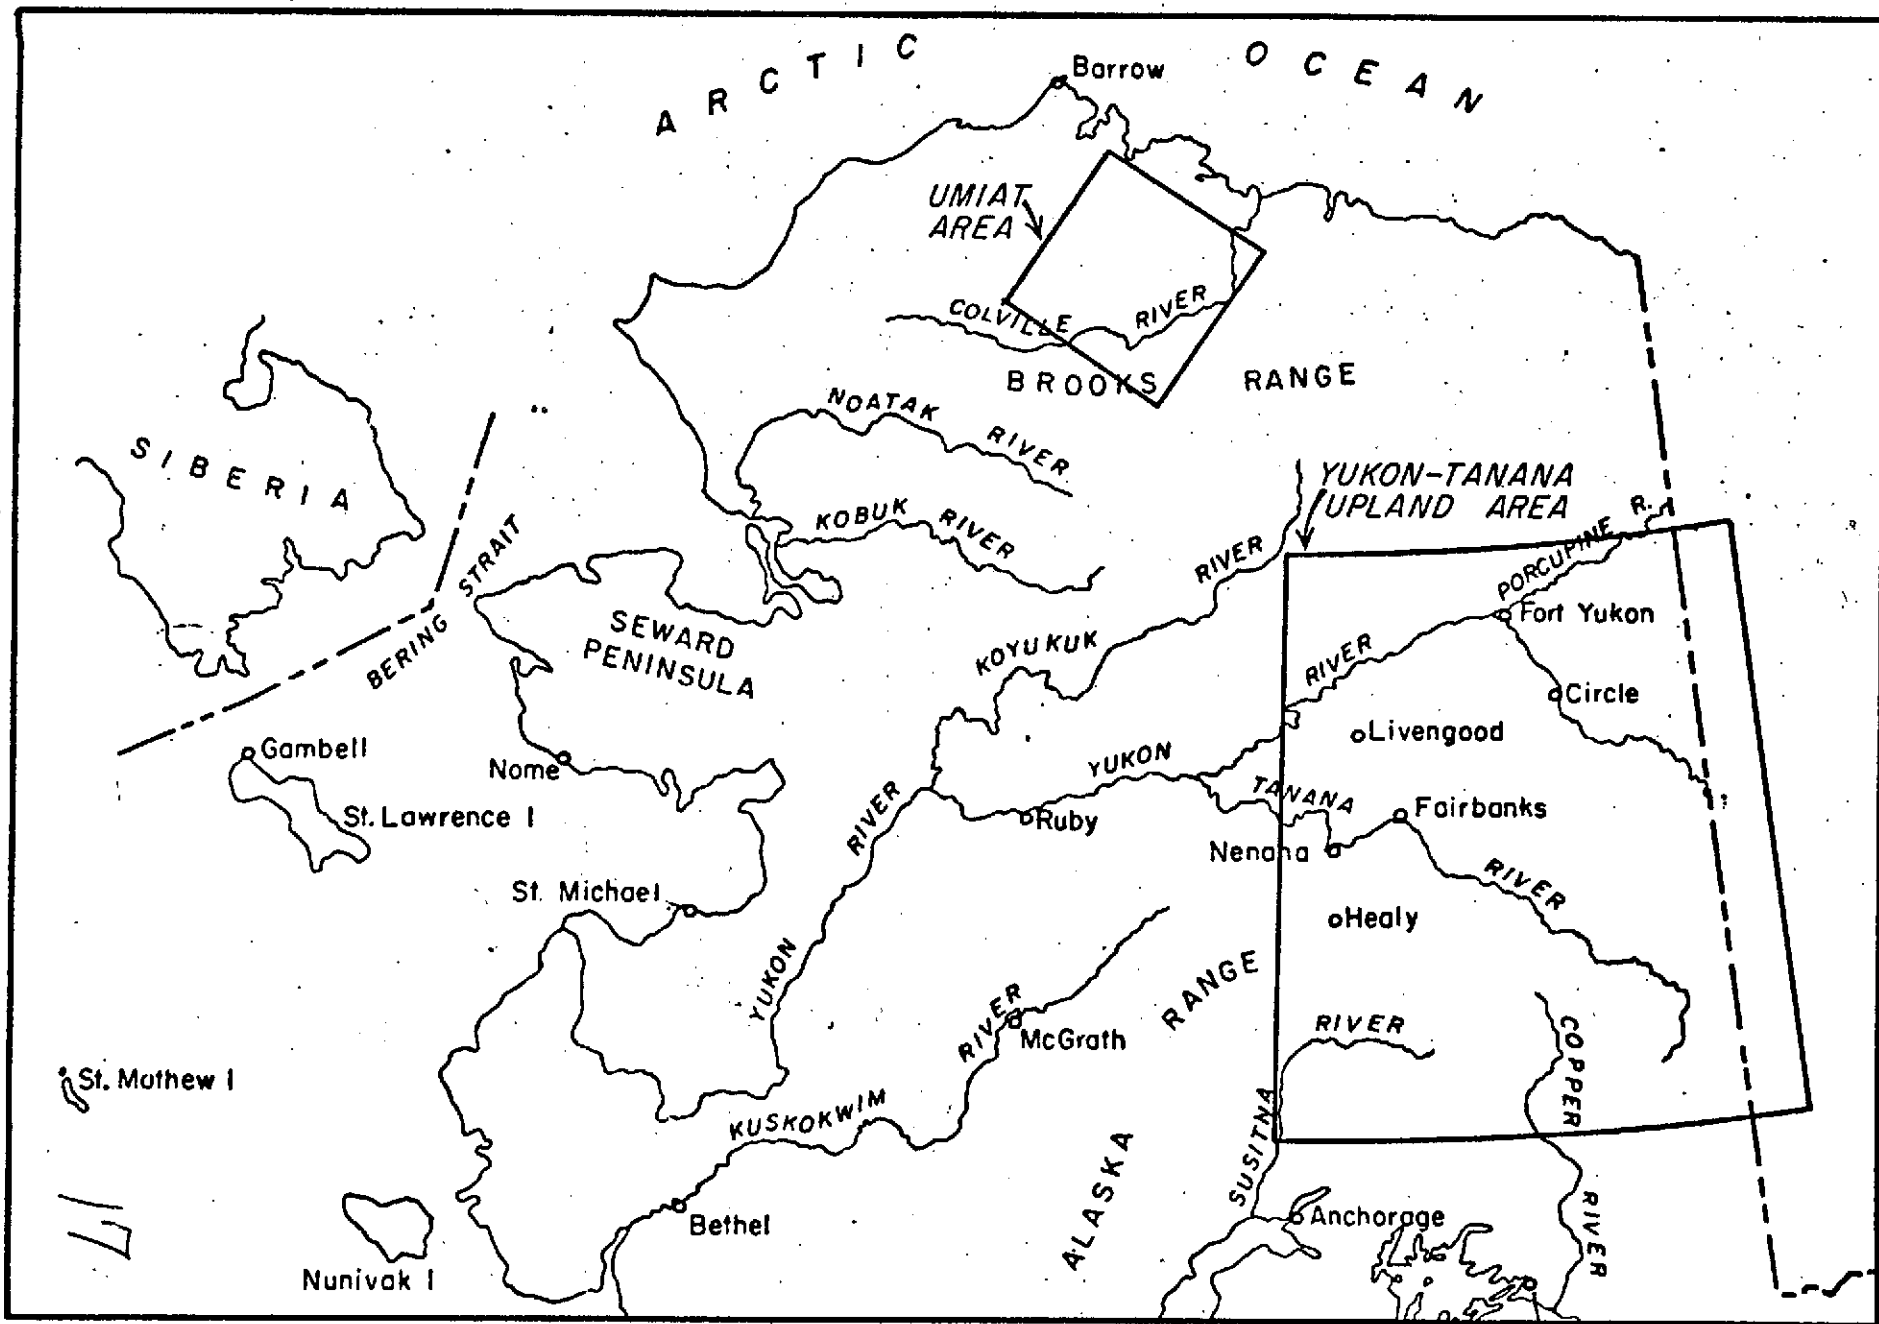 ARCTIC OCEAN
Barrow
UMIAT
AREA
COLVILLE RIVER
BROOKS RANGE
NOATAK RIVER
SIBERIA
YUKON-TANANA
UPLAND AREA
KOBUK RIVER
PORCUPINE R.
BERING STRAIT
KOYUKUK RIVER
Fort Yukon
SEWARD
PENINSULA
RIVER
Circle
Livengood
Gambell
Nome
YUKON
TANANA
St. Lawrence I
RIVER
Ruby
Fairbanks
Nenana
RIVER
St. Michael
Healy
YUKON
RANGE
RIVER
McGrath
RIVER
COPPER
St. Mathew I
KUSKOKWIM
SUSITNA
ALASKA
Bethel
Anchorage
RIVER
Nunivak I